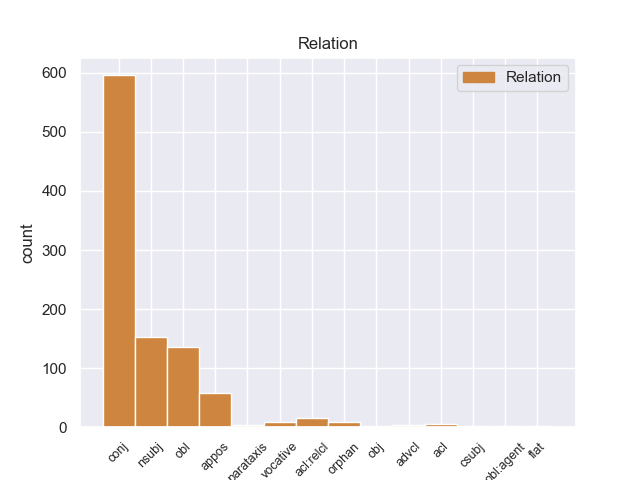 Relation
Relation
600
500
400
300
200
100
0
count
conj
nsubj
obl
appos
parataxis
vocative
acl:relcl
orphan
obj
advcl
acl
csubj
obl:agent
flat